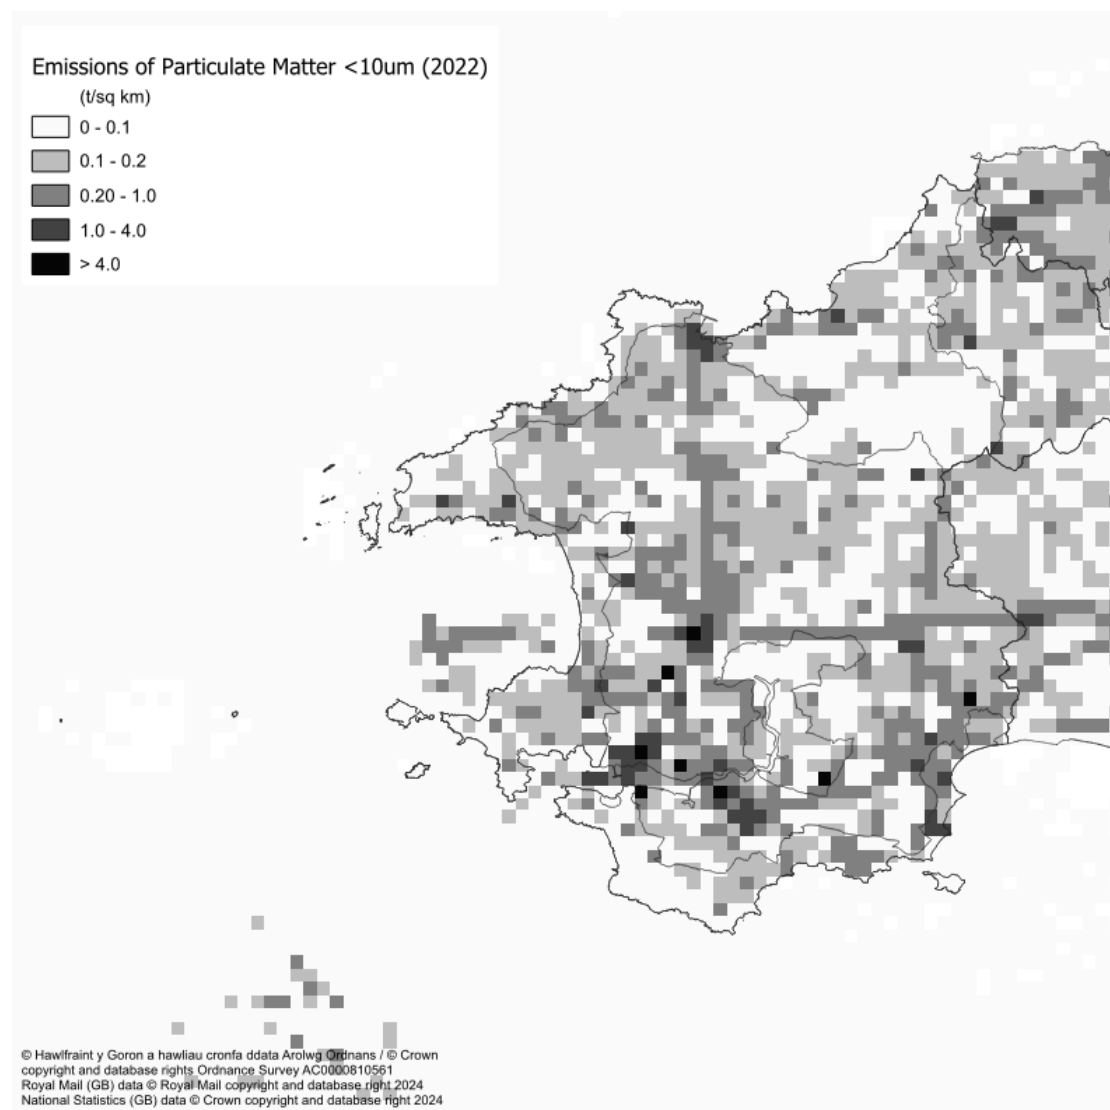 Emissions of Particulate Matter <10um (2022)
(t/sq km)
0 - 0.1
0.1 - 0.2
0.20 - 1.0
1.0 - 4.0
> 4.0
© Hawlfraint y Goron a hawliau cronfa ddata Arolwg Ordnans / © Crown
copyright and database rights Ordnance Survey AC0000810561
Royal Mail (GB) data © Royal Mail copyright and database right 2024
National Statistics (GB) data © Crown copyright and database right 2024